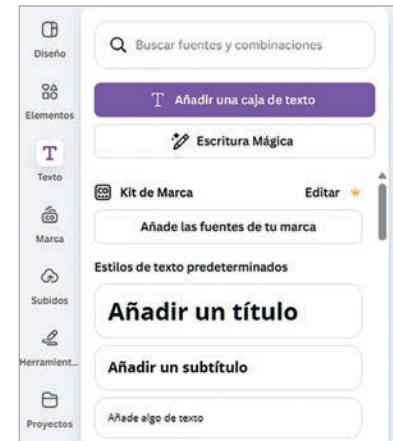 Diseño
Elementos
Texto
Marca
Subidos
Herramient...
Proyectos
Buscar fuentes y combinaciones
T Añadir una caja de texto
Escritura Mágica
Kit de Marca Editar
Añade las fuentes de tu marca
Estilos de texto predeterminados
Añadir un título
Añadir un subtítulo
Añade algo de texto